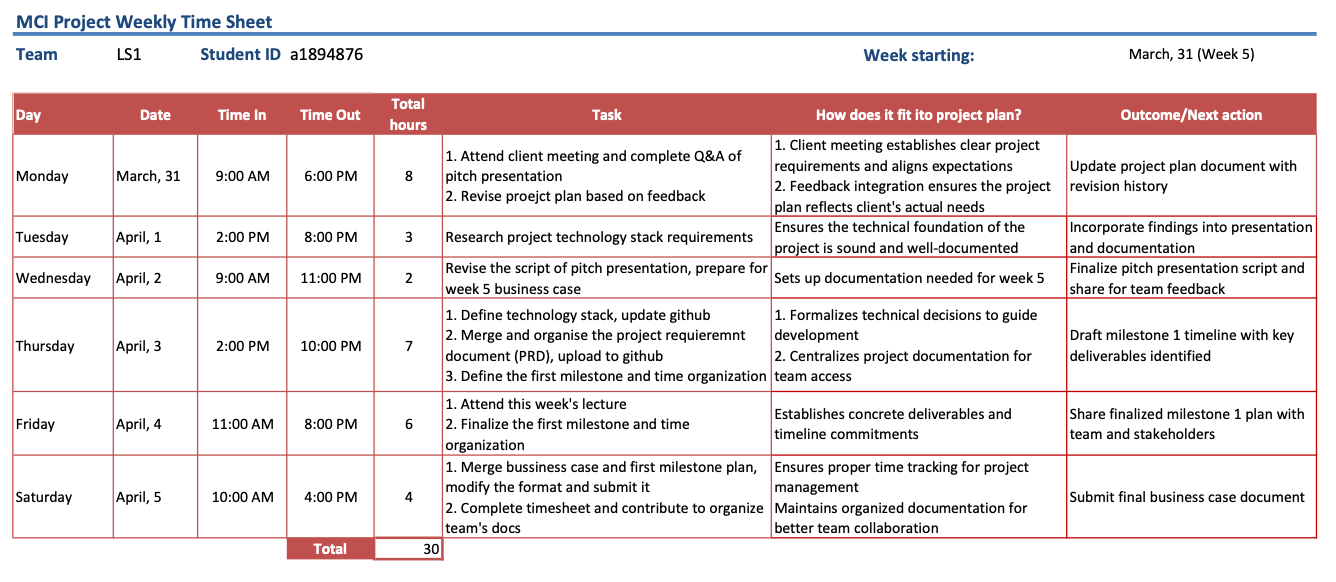 MCI Project Weekly Time Sheet
Team LS1 Student ID a1894876 Week starting: March, 31 (Week 5)
Day Date Time In Time Out Total hours Task How does it fit ito project plan? Outcome/Next action
Monday March, 31 9:00 AM 6:00 PM 8
1. Attend client meeting and complete Q&A of
pitch presentation
2. Revise proejct plan based on feedback
1. Client meeting establishes clear project
requirements and aligns expectations
2. Feedback integration ensures the project
plan reflects client's actual needs
Update project plan document with
revision history
Tuesday April, 1 2:00 PM 8:00 PM 3
Research project technology stack requirements
Ensures the technical foundation of the
project is sound and well-documented
Incorporate findings into presentation
and documentation
Wednesday April, 2 9:00 AM 11:00 PM 2
Revise the script of pitch presentation, prepare for
week 5 business case
Sets up documentation needed for week 5
Finalize pitch presentation script and
share for team feedback
Thursday April, 3 2:00 PM 10:00 PM 7
1. Define technology stack, update github
2. Merge and organise the project requieremnt
document (PRD), upload to github
3. Define the first milestone and time organization
1. Formalizes technical decisions to guide
development
2. Centralizes project documentation for
team access
Draft milestone 1 timeline with key
deliverables identified
Friday April, 4 11:00 AM 8:00 PM 6
1. Attend this week's lecture
2. Finalize the first milestone and time
organization
Establishes concrete deliverables and
timeline commitments
Share finalized milestone 1 plan with
team and stakeholders
Saturday April, 5 10:00 AM 4:00 PM 4
1. Merge bussiness case and first milestone plan,
modify the format and submit it
2. Complete timesheet and contribute to organize
team's docs
Ensures proper time tracking for project
management
Maintains organized documentation for
better team collaboration
Submit final business case document
Total 30